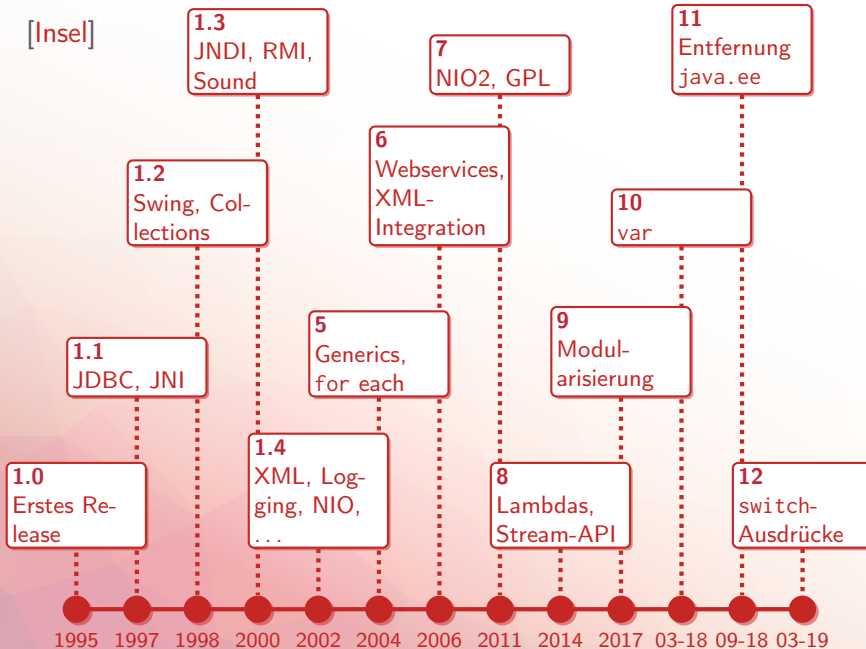 [Insel]
1.0
Erstes Re-
lease
1.1
JDBC, JNI
1.2
Swing, Col-
lections
1.3
JNDI, RMI,
Sound
1.4
XML, Log-
ging, NIO,
. . .
5
Generics,
for each
6
Webservices,
XML-
Integration
7
NIO2, GPL
8
Lambdas,
Stream-API
9
Modul-
arisierung
10
var
11
Entfernung
java.ee
12
switch-
Ausdrücke
1995 1997 1998 2000 2002 2004 2006 2011 2014 2017 03-18 09-18 03-19